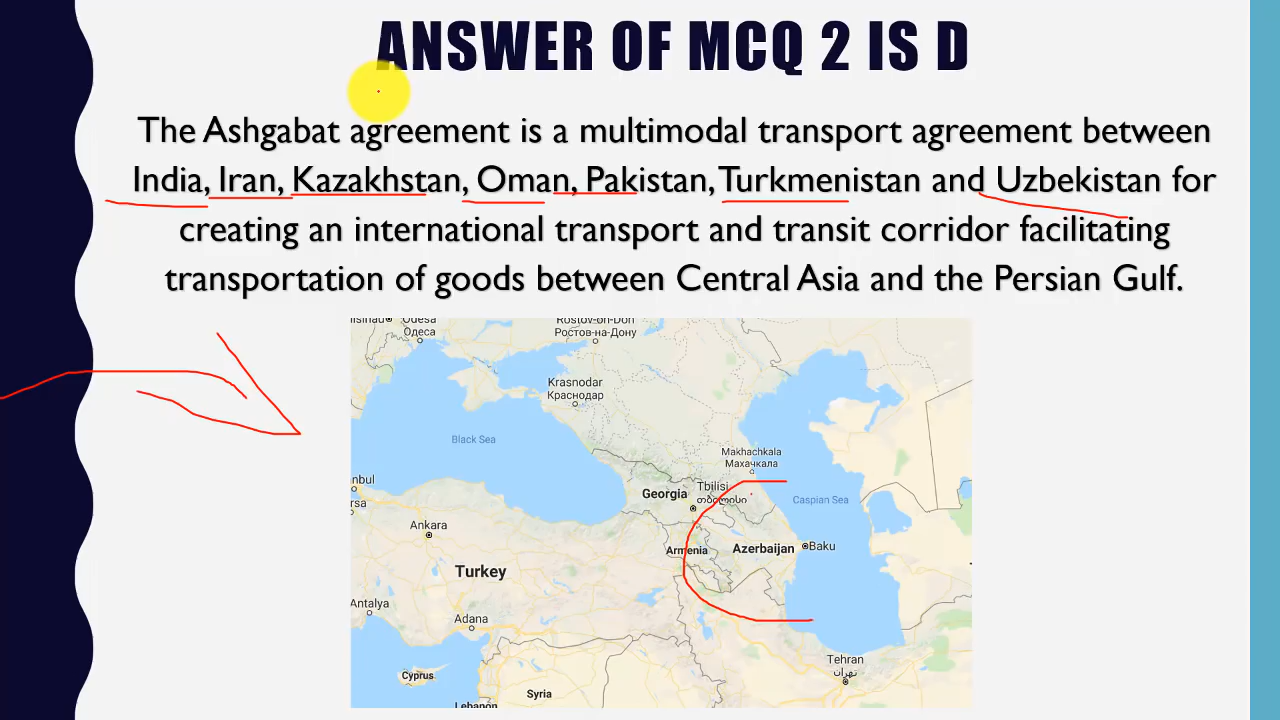 ANSWER OF MCQ 2 IS D
The Ashgabat agreement is a multimodal transport agreement between
India, Iran, Kazakhstan, Oman, Pakistan, Turkmenistan and Uzbekistan for
creating an international transport and transit corridor facilitating
transportation of goods between Central Asia and the Persian Gulf.
Odesa
Одеса
Rostov-on-Don
Ростов-на-Дону
Krasnodar
Краснодар
Black Sea
Makhachkala
Махачкала
nbul
rsa
Georgia
Tbilisi
თბილისი
Caspian Sea
Ankara
Armenia
Azerbaijan
Baku
Turkey
Antalya
Adana
Tehran
تهران
Cyprus
Syria
Lebanon